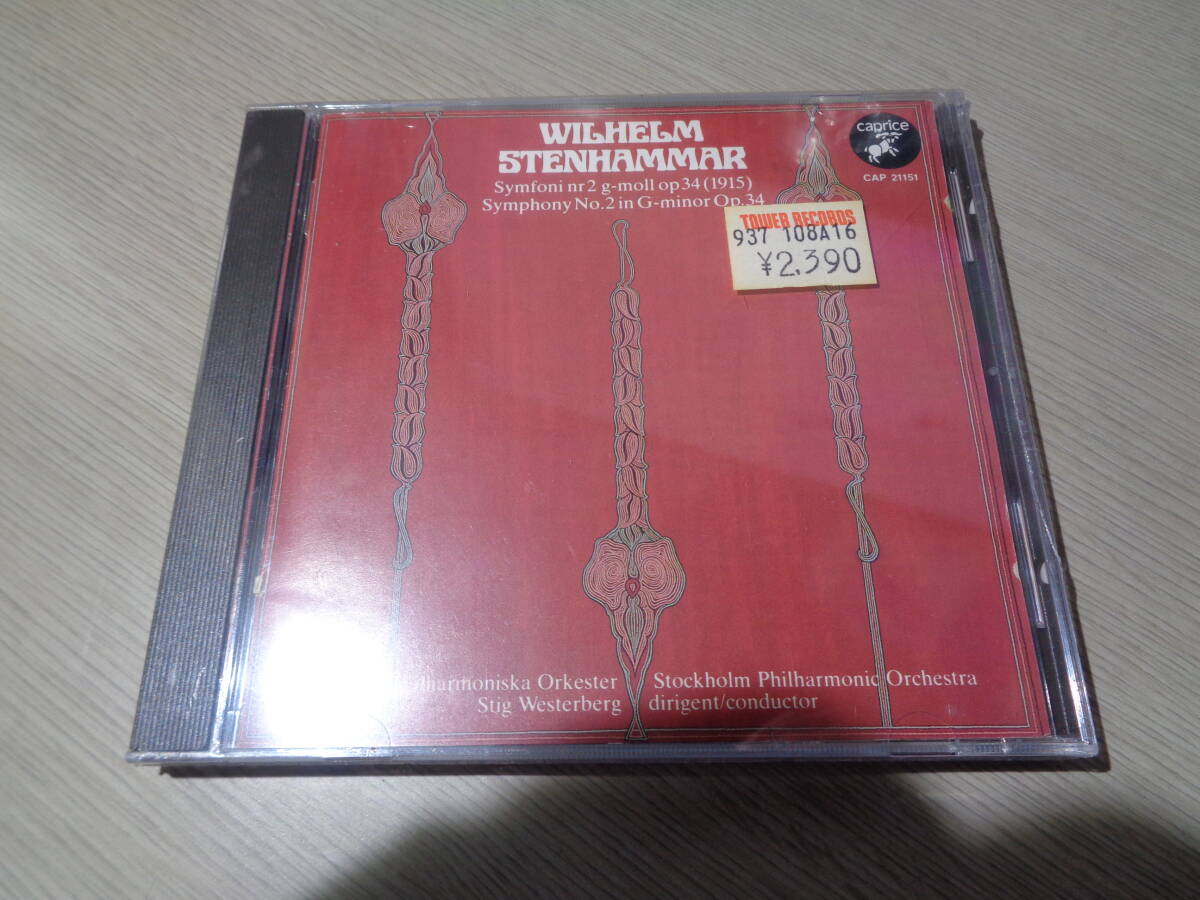 WILHELM
STENHAMMAR
Symfoni nr 2 g-moll op 34 (1915)
Symphony No. 2 in G-minor Op. 34
caprice
CAP 21151
TOWER RECORDS
937 108A16
¥2,390
Orkester
Stockholm Philharmonic Orchestra
Stig Westerberg
dirigent/conductor